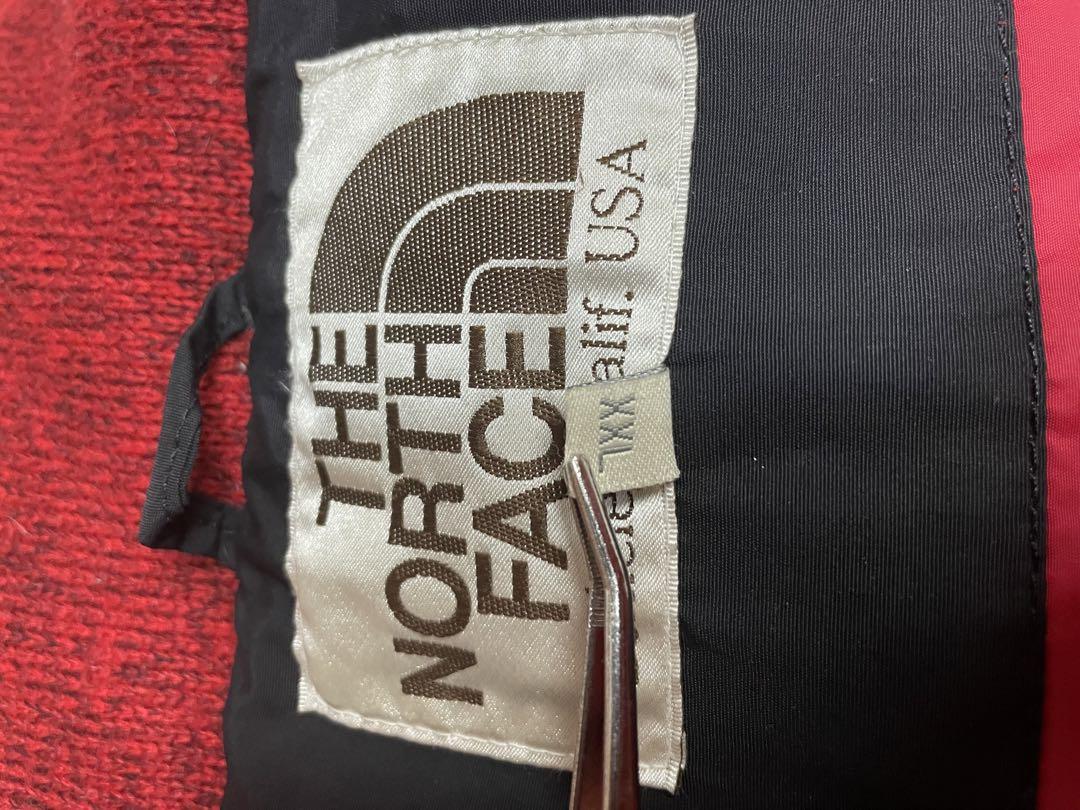 THE
NORTH
FACE
XXL
alif. USA